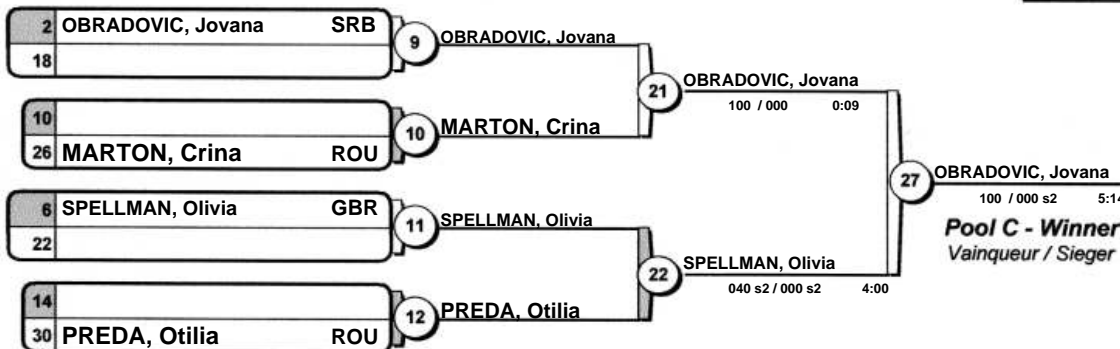 2 OBRADOVIC, Jovana SRB
18
9 OBRADOVIC, Jovana
10
26 MARTON, Crina ROU
10 MARTON, Crina
21 OBRADOVIC, Jovana
100 / 000 0:09
6 SPELLMAN, Olivia GBR
22
11 SPELLMAN, Olivia
14
30 PREDA, Otilia ROU
12 PREDA, Otilia
22 SPELLMAN, Olivia
040 s2 / 000 s2 4:00
27 OBRADOVIC, Jovana
100 / 000 s2 5:14
Pool C - Winner
Vainqueur / Sieger